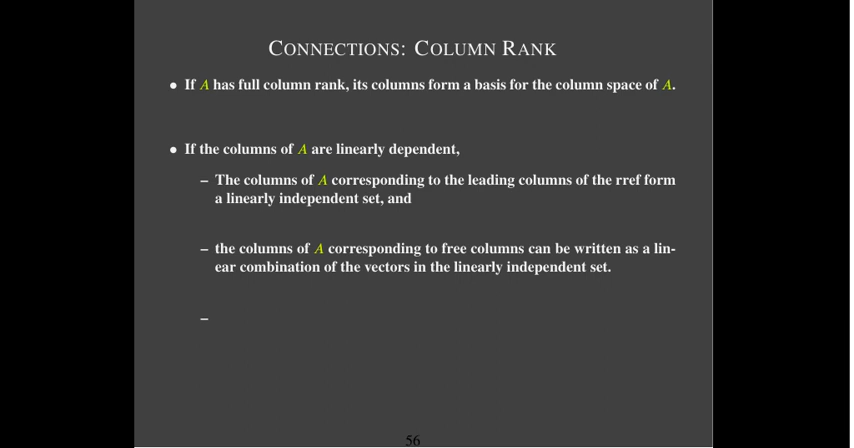 CONNECTIONS: COLUMN RANK
• If A has full column rank, its columns form a basis for the column space of A.
• If the columns of A are linearly dependent,
– The columns of A corresponding to the leading columns of the rref form
a linearly independent set, and
– the columns of A corresponding to free columns can be written as a lin-
ear combination of the vectors in the linearly independent set.
–
56